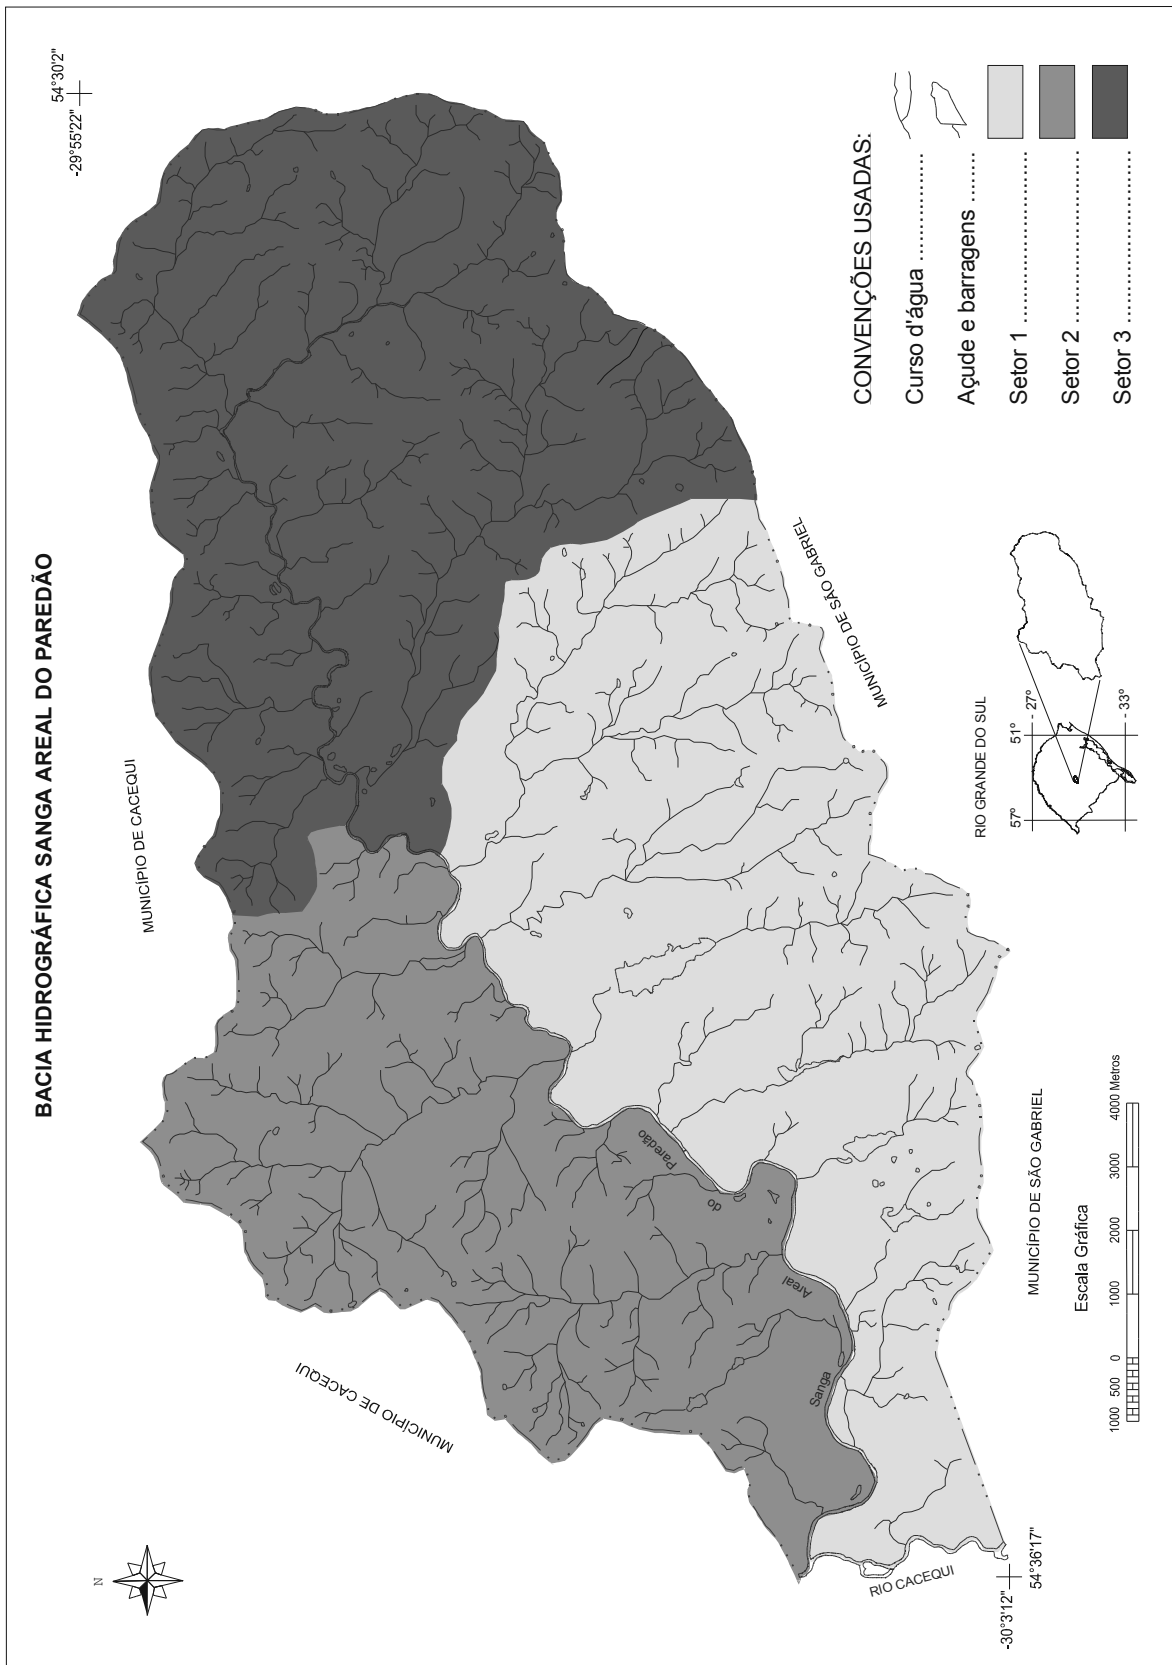 BACIA HIDROGRÁFICA SANGA AREAL DO PAREDÃO
N
54°30'2"
-29°55'22"
MUNICÍPIO DE CACEQUI
MUNICÍPIO DE CACEQUI
Sanga
Areal
do
Paredão
MUNICÍPIO DE SÃO GABRIEL
MUNICÍPIO DE SÃO GABRIEL
RIO CACEQUI
-30°3'12"
54°36'17"
Escala Gráfica
1000 500 0 1000 2000 3000 4000 Metros
RIO GRANDE DO SUL
57° 51°
27°
33°
CONVENÇÕES USADAS:
Curso d'água ..................
Açude e barragens ........
Setor 1 ..............................
Setor 2 ..............................
Setor 3 ..............................